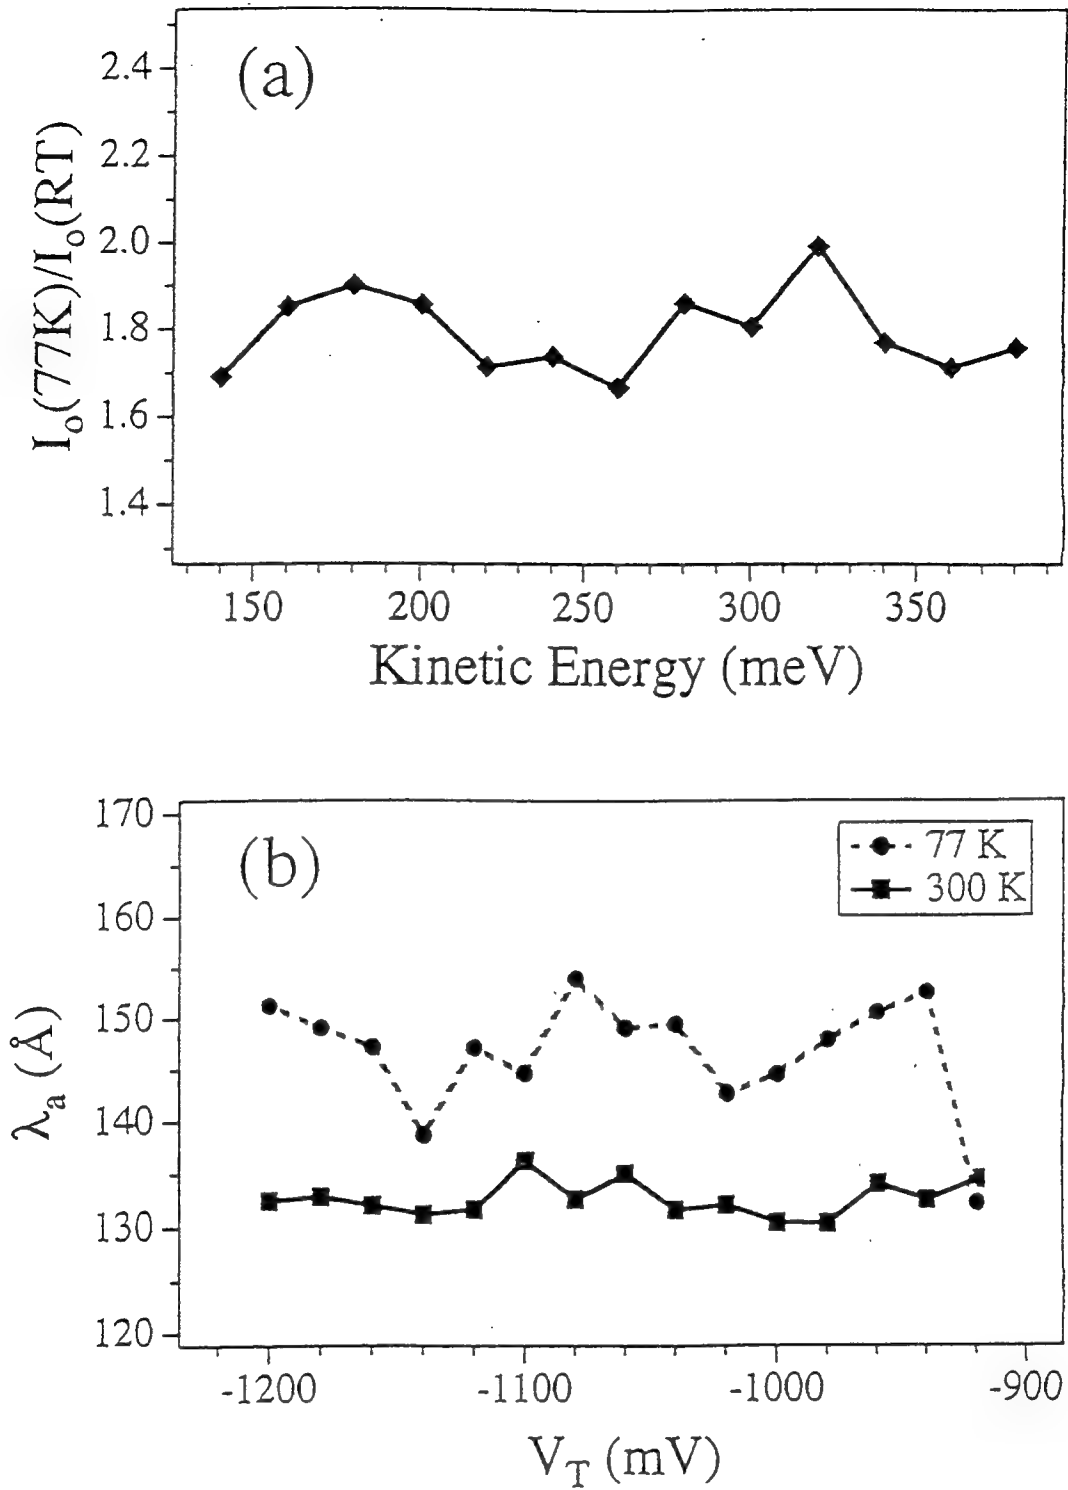 (a)
I₀(77K)/I₀(RT)
2.4
2.2
2.0
1.8
1.6
1.4
150 200 250 300 350
Kinetic Energy (meV)
(b)
77 K
300 K
λₐ (Å)
170
160
150
140
130
120
-1200 -1100 -1000 -900
V_T (mV)